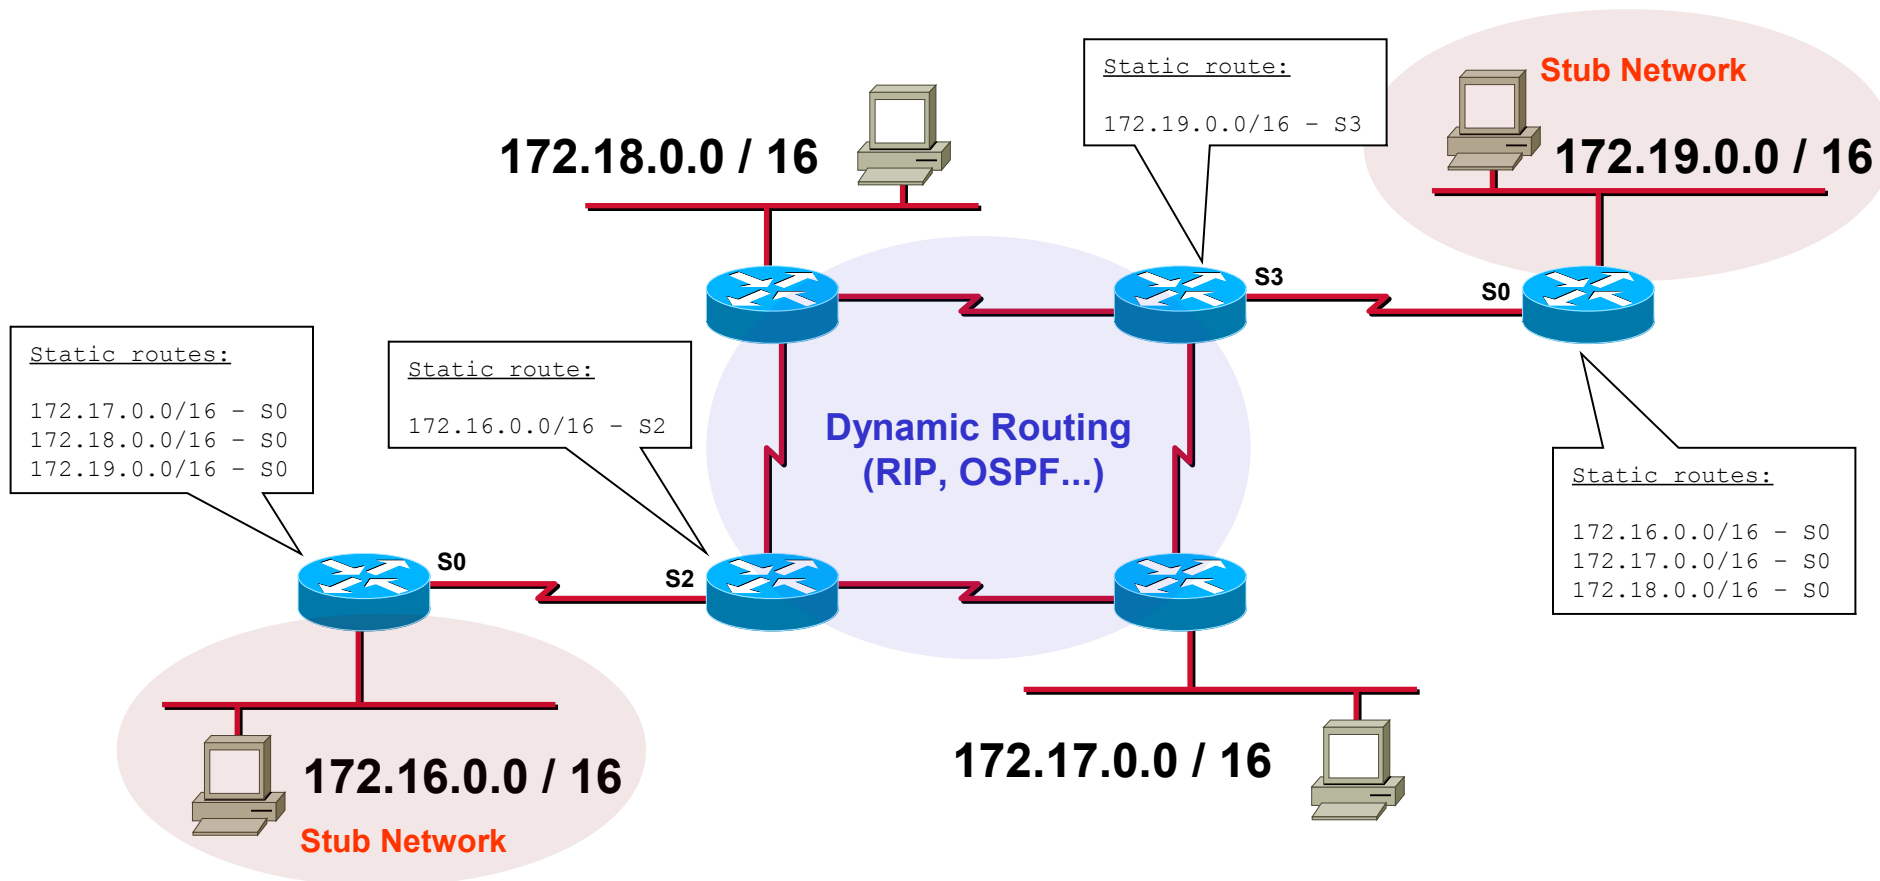 Static route:
172.19.0.0/16 – S3
Stub Network
172.18.0.0 / 16
172.19.0.0 / 16
S3
S0
Static routes:
172.17.0.0/16 – S0
172.18.0.0/16 – S0
172.19.0.0/16 – S0
Static route:
172.16.0.0/16 – S2
Dynamic Routing
(RIP, OSPF...)
Static routes:
172.16.0.0/16 – S0
172.17.0.0/16 – S0
172.18.0.0/16 – S0
S0
S2
172.17.0.0 / 16
172.16.0.0 / 16
Stub Network